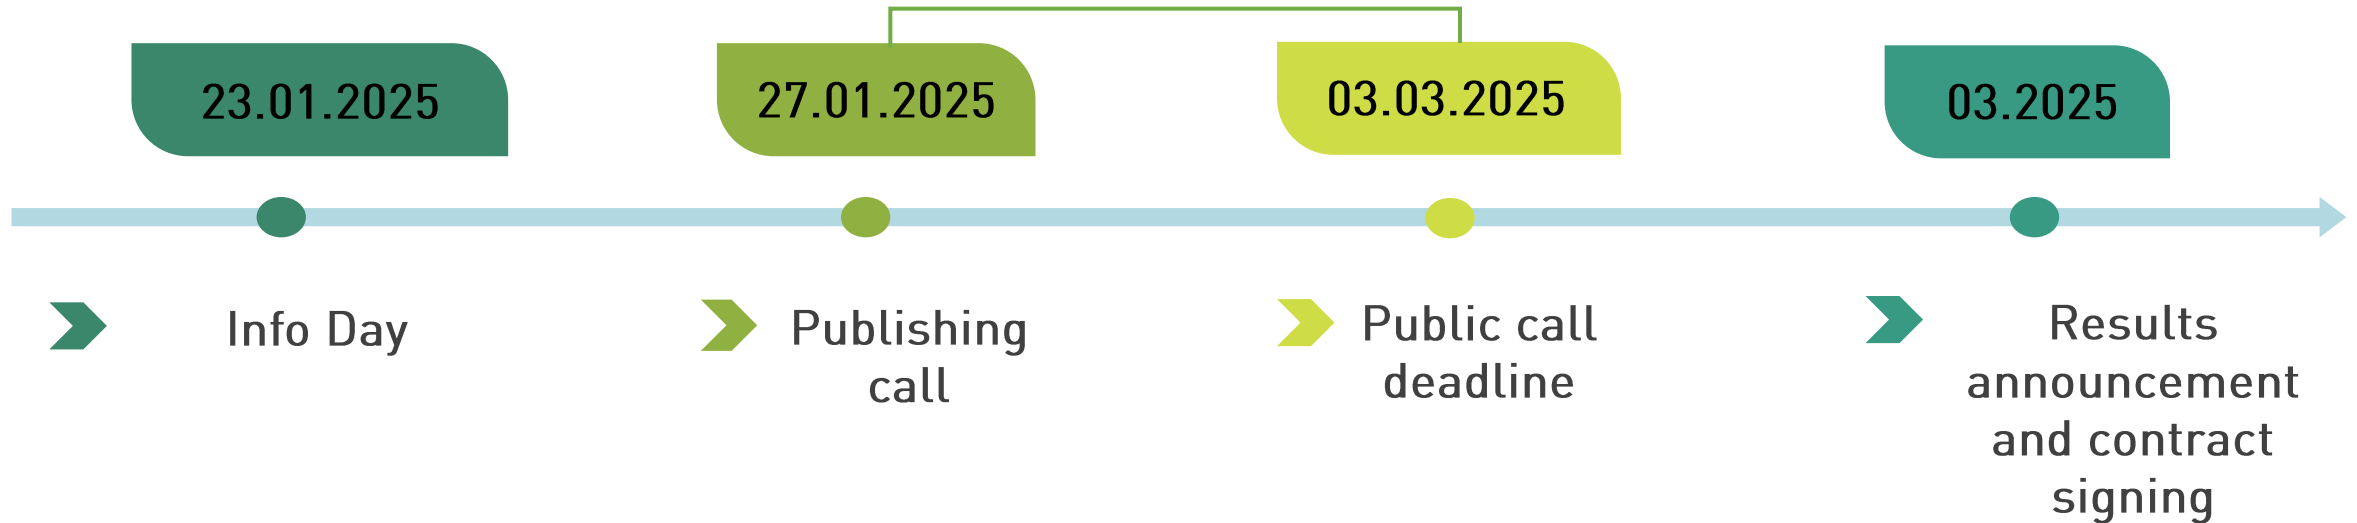 23.01.2025
27.01.2025
03.03.2025
03.2025
Info Day
Publishing
call
Public call
deadline
Results
announcement
and contract
signing